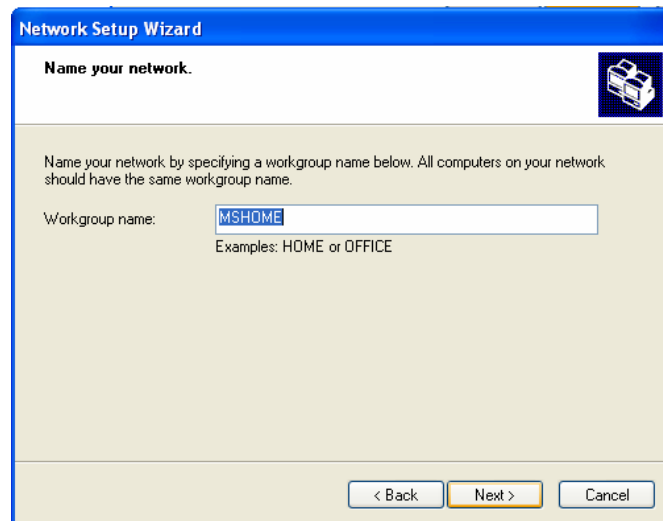 Network Setup Wizard
Name your network.
Name your network by specifying a workgroup name below. All computers on your network
should have the same workgroup name.
Workgroup name: MSHOME
Examples: HOME or OFFICE
< Back Next > Cancel